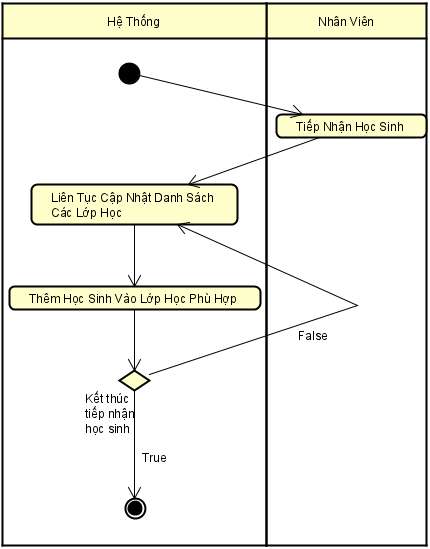 Hệ Thống
Nhân Viên
Tiếp Nhận Học Sinh
Liên Tục Cập Nhật Danh Sách
Các Lớp Học
Thêm Học Sinh Vào Lớp Học Phù Hợp
False
Kết thúc
tiếp nhận
học sinh
True